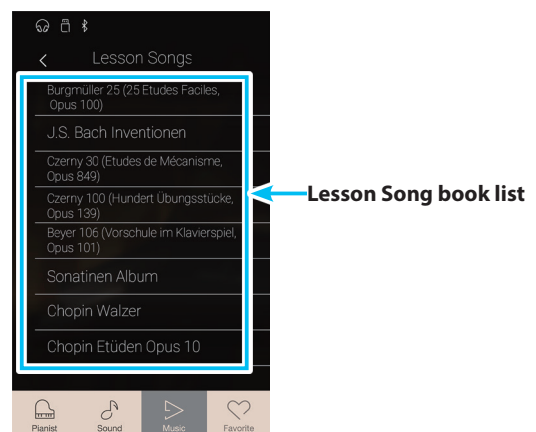 Lesson Songs
Burgmüller 25 (25 Etudes Faciles,
Opus 100)
J.S. Bach Inventionen
Czerny 30 (Etudes de Mécanisme,
Opus 849)
Czerny 100 (Hundert Übungsstücke,
Opus 139)
Beyer 106 (Vorschule im Klavierspiel,
Opus 101)
Sonatinen Album
Chopin Walzer
Chopin Etüden Opus 10
Lesson Song book list
Pianist Sound Music Favorite